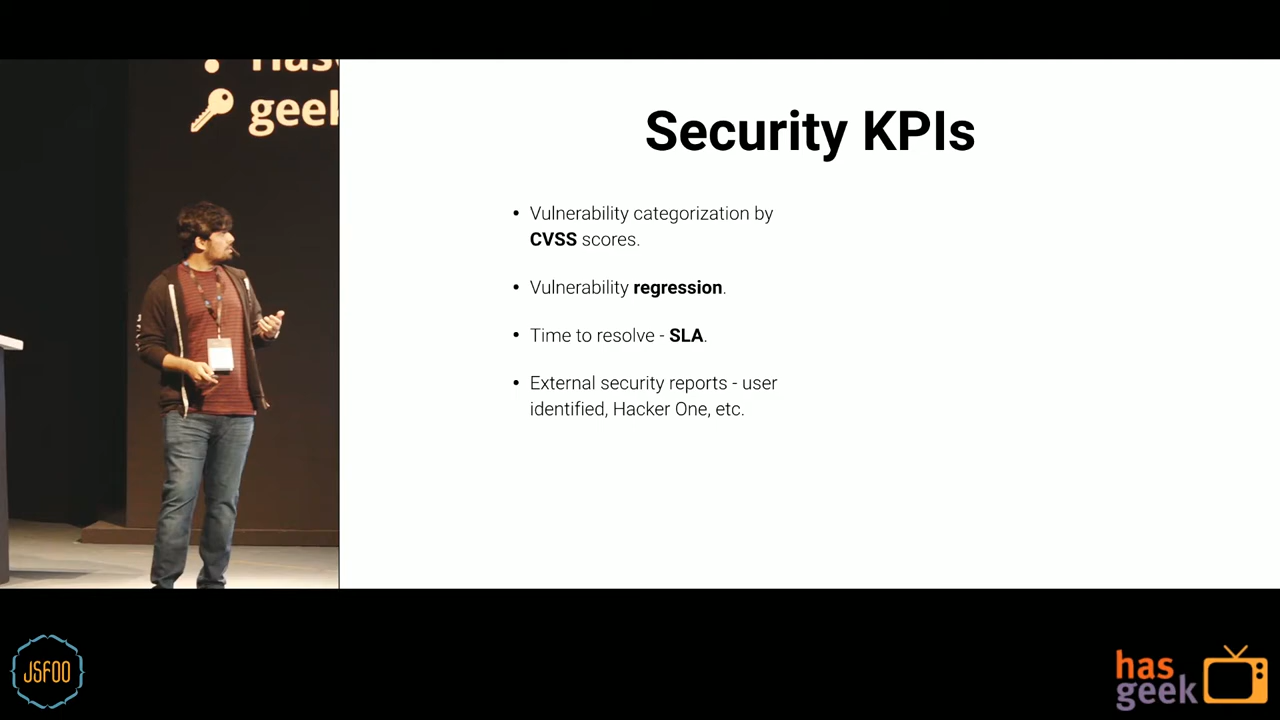 geek
Security KPIs
• Vulnerability categorization by
CVSS scores.
• Vulnerability regression.
• Time to resolve - SLA.
• External security reports - user
identified, Hacker One, etc.
JSFOO
has
geek